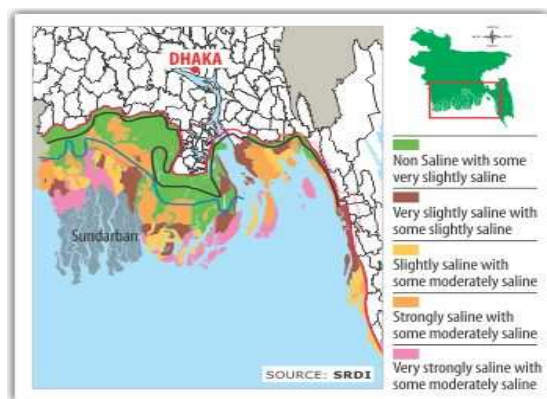 DHAKA
Sundarban
SOURCE: SRDI
Non Saline with some
very slightly saline
Very slightly saline with
some slightly saline
Slightly saline with
some moderately saline
Strongly saline with
some moderately saline
Very strongly saline with
some moderately saline